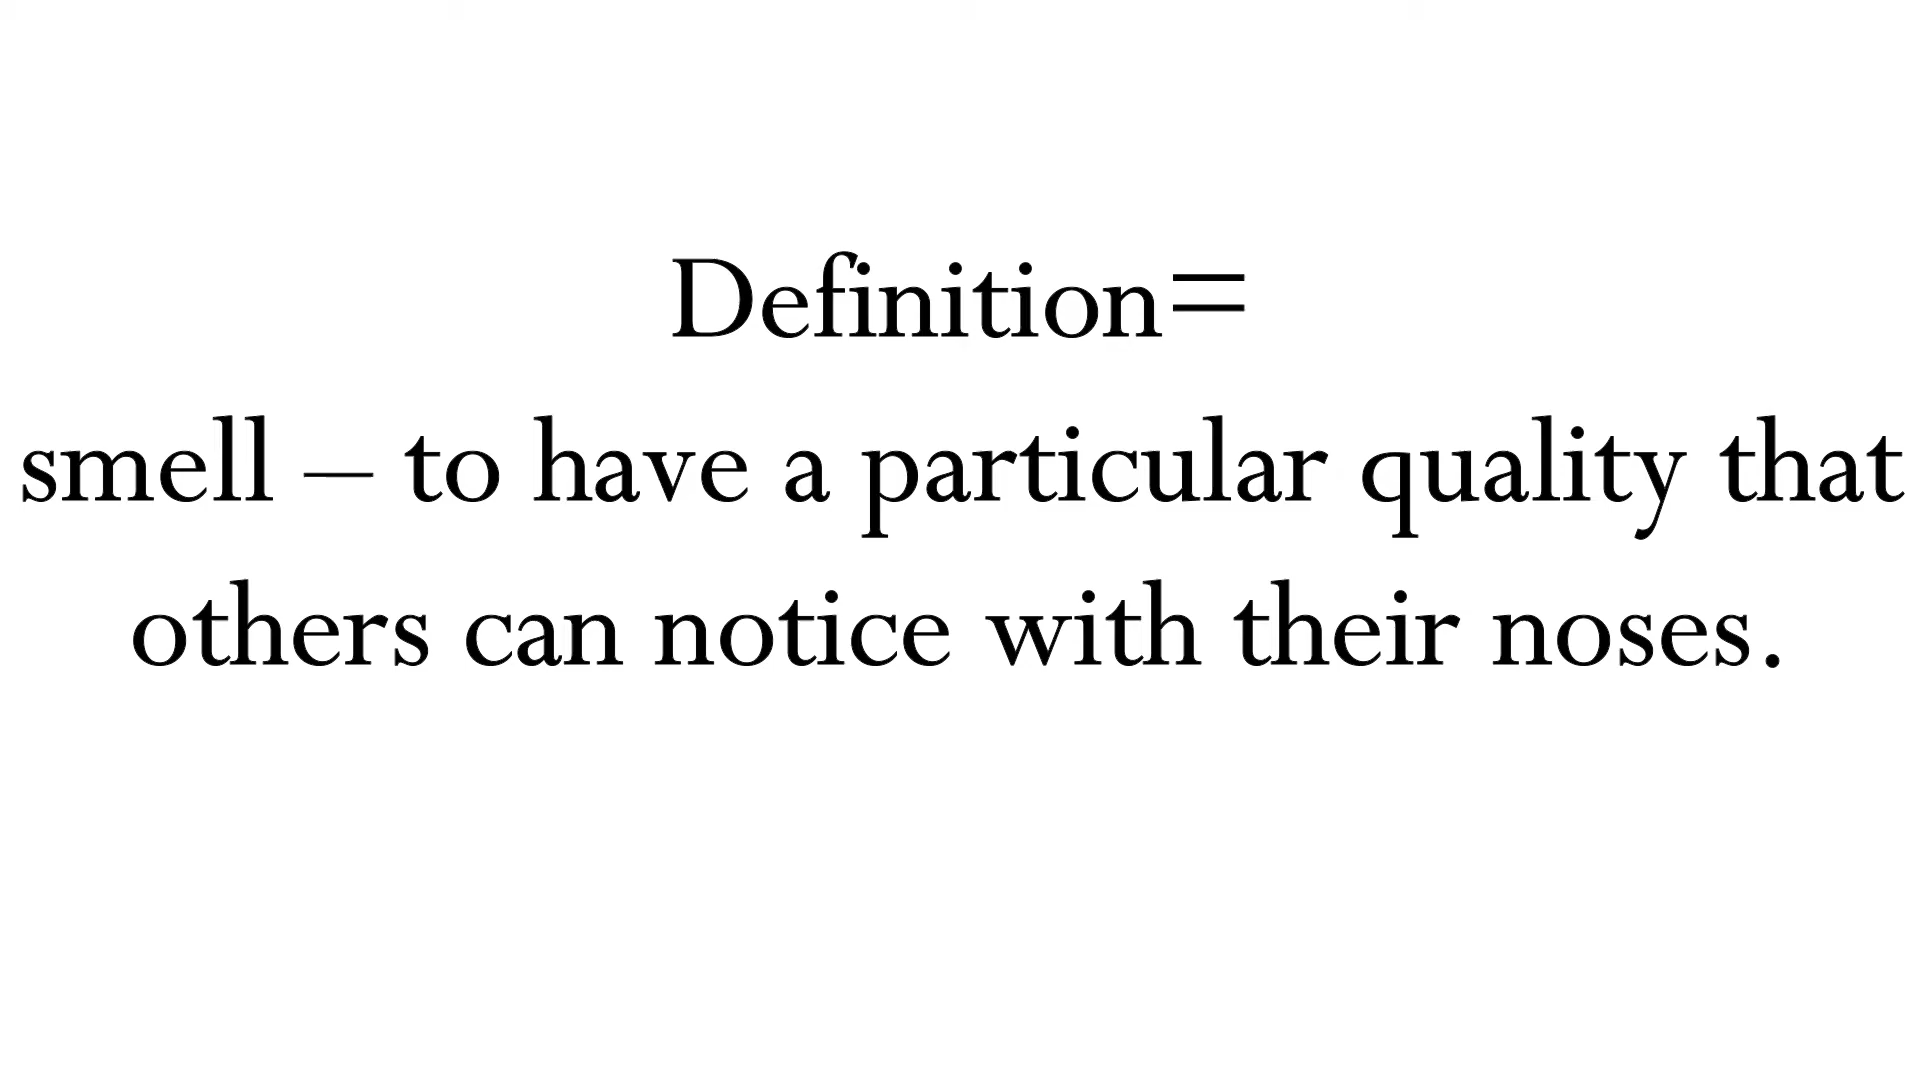 Definition=
smell – to have a particular quality that
others can notice with their noses.